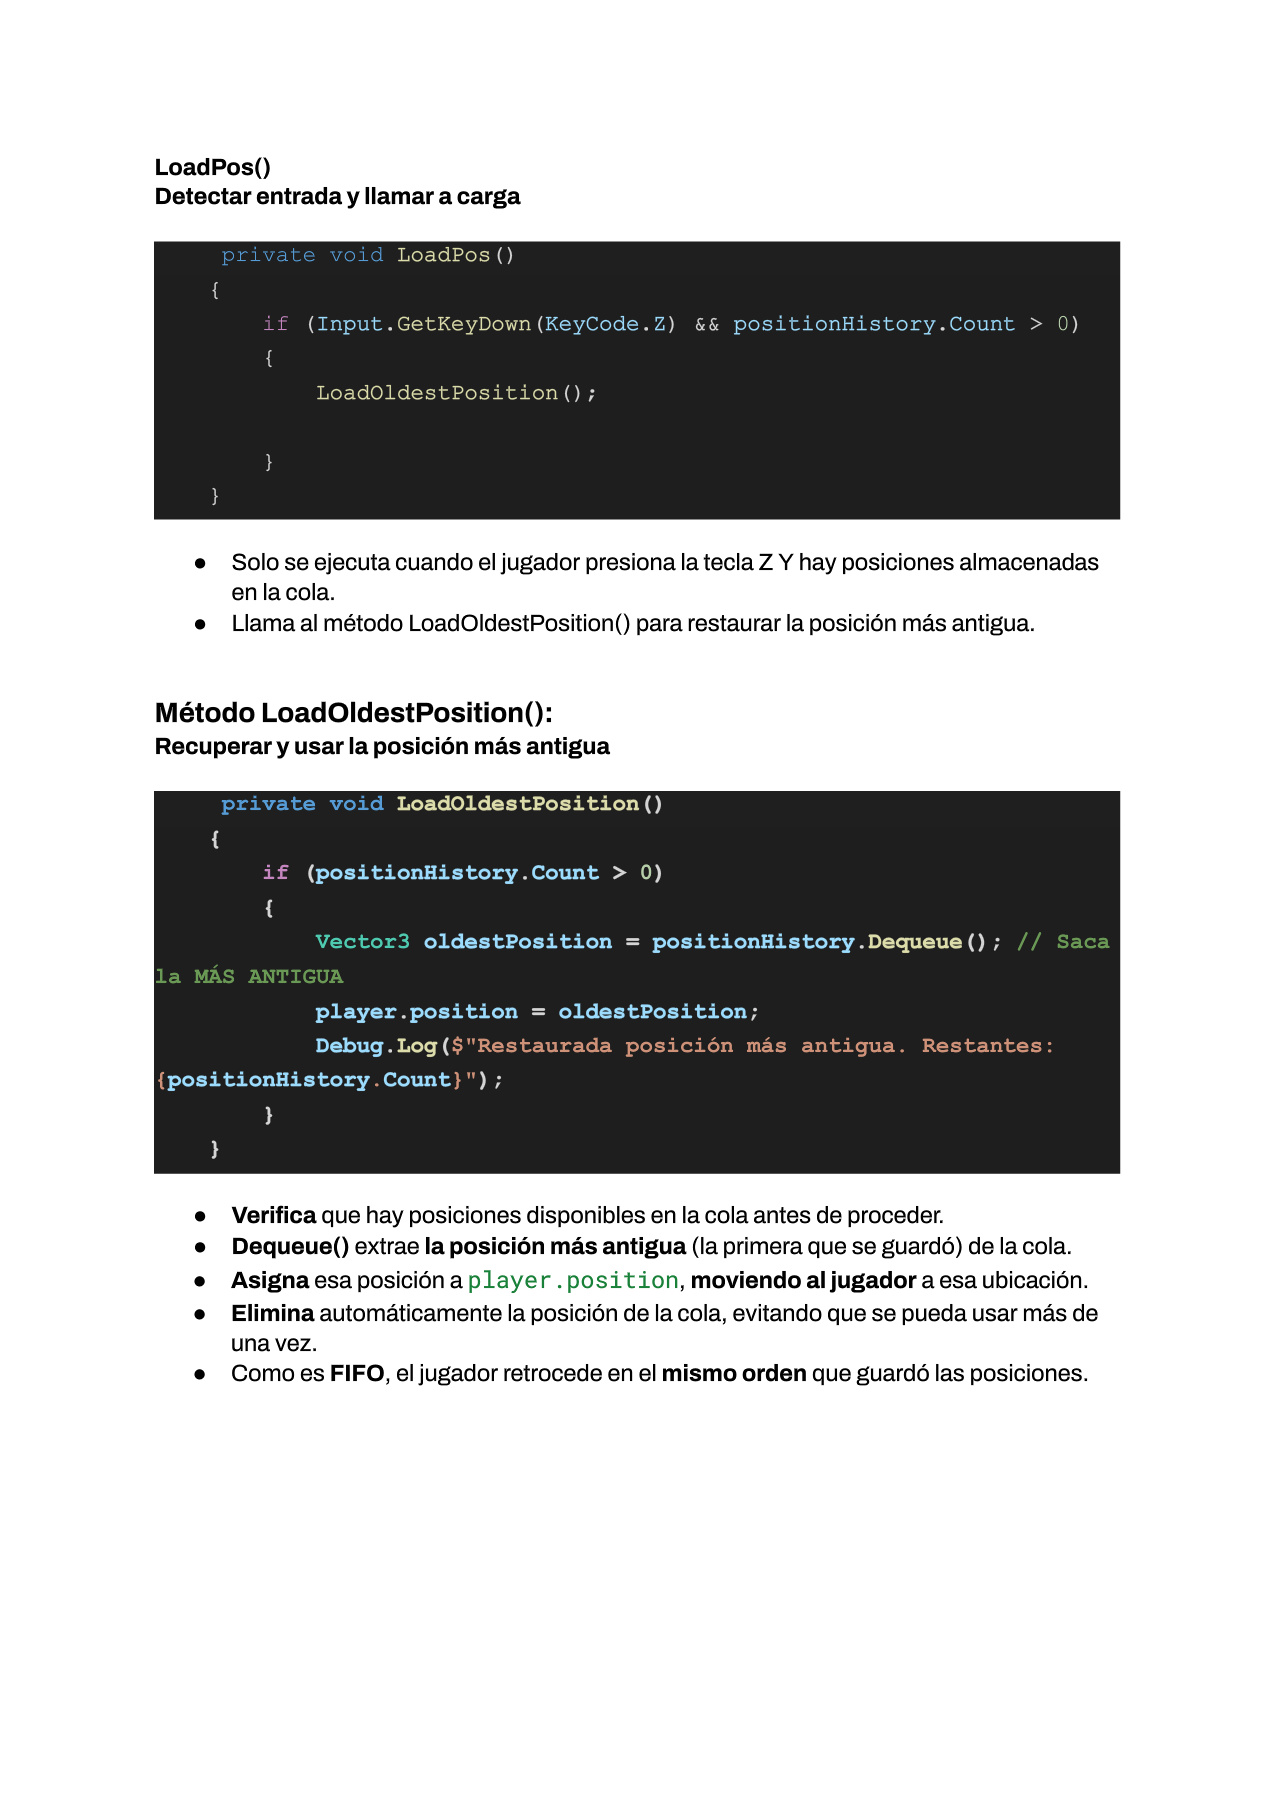 LoadPos()
Detectar entrada y llamar a carga
private void LoadPos()
{
if (Input.GetKeyDown(KeyCode.Z) && positionHistory.Count > 0)
{
LoadOldestPosition();
}
}
● Solo se ejecuta cuando el jugador presiona la tecla Z Y hay posiciones almacenadas
en la cola.
● Llama al método LoadOldestPosition() para restaurar la posición más antigua.
Método LoadOldestPosition():
Recuperar y usar la posición más antigua
private void LoadOldestPosition()
{
if (positionHistory.Count > 0)
{
Vector3 oldestPosition = positionHistory.Dequeue(); // Saca
la MÁS ANTIGUA
player.position = oldestPosition;
Debug.Log($"Restaurada posición más antigua. Restantes:
{positionHistory.Count}");
}
}
● Verifica que hay posiciones disponibles en la cola antes de proceder.
● Dequeue() extrae la posición más antigua (la primera que se guardó) de la cola.
● Asigna esa posición a player.position, moviendo al jugador a esa ubicación.
● Elimina automáticamente la posición de la cola, evitando que se pueda usar más de
una vez.
● Como es FIFO, el jugador retrocede en el mismo orden que guardó las posiciones.